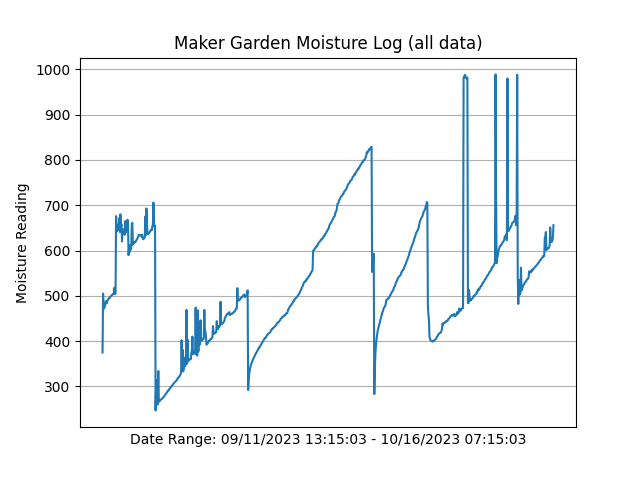 Maker Garden Moisture Log (all data)
1000
900
800
700
600
500
400
300
Moisture Reading
Date Range: 09/11/2023 13:15:03 - 10/16/2023 07:15:03